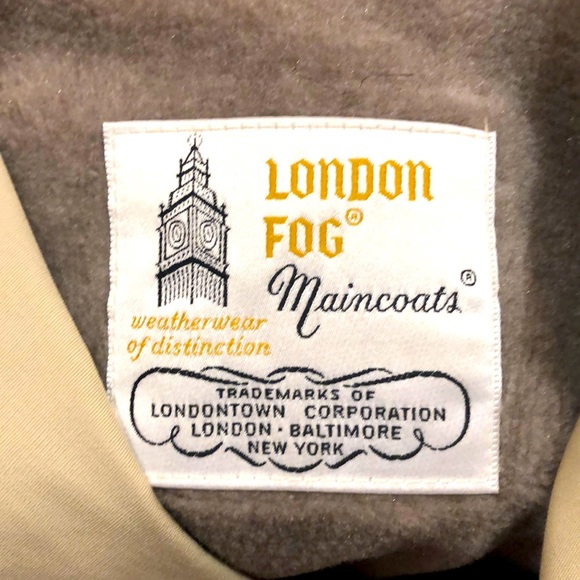 LONDON
FOG®
Maincoats®
weatherwear
of distinction
TRADEMARKS OF
LONDONTOWN CORPORATION
LONDON · BALTIMORE
NEW YORK